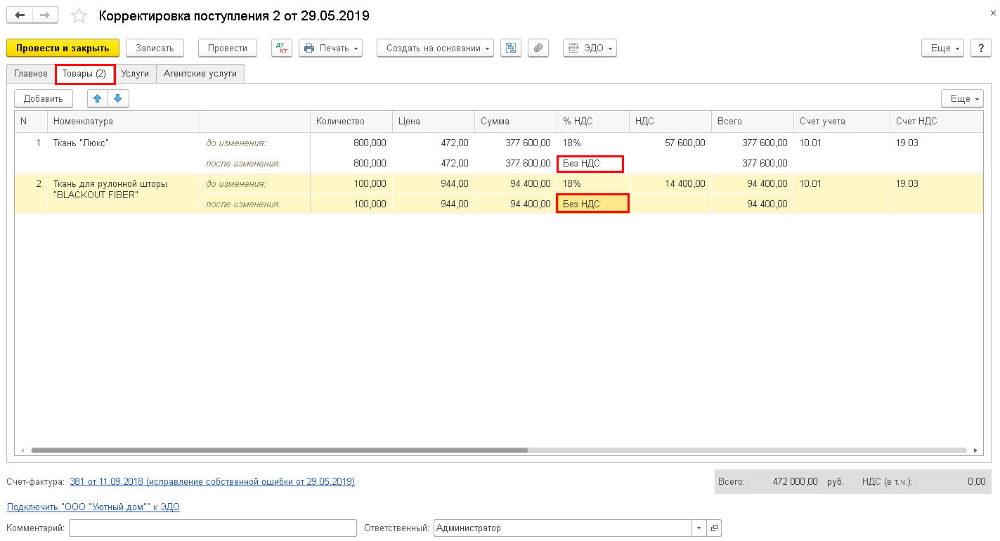 Корректировка поступления 2 от 29.05.2019
Провести и закрыть Записать Провести Дт Кт Печать Создать на основании ЭДО Еще ?
Главное Товары (2) Услуги Агентские услуги
Добавить Еще
N Номенклатура Количество Цена Сумма % НДС НДС Всего Счет учета Счет НДС
1 Ткань "Люкс" до изменения: 800,000 472,00 377 600,00 18% 57 600,00 377 600,00 10.01 19.03
после изменения: 800,000 472,00 377 600,00 Без НДС 377 600,00
2 Ткань для рулонной шторы до изменения: 100,000 944,00 94 400,00 18% 14 400,00 94 400,00 10.01 19.03
"BLACKOUT FIBER" после изменения: 100,000 944,00 94 400,00 Без НДС 94 400,00
Счет-фактура: 381 от 11.09.2018 (исправление собственной ошибки от 29.05.2019) Всего: 472 000,00 руб. НДС (в т.ч.): 0,00
Подключить "ООО "Уютный дом"" к ЭДО
Комментарий: Ответственный: Администратор